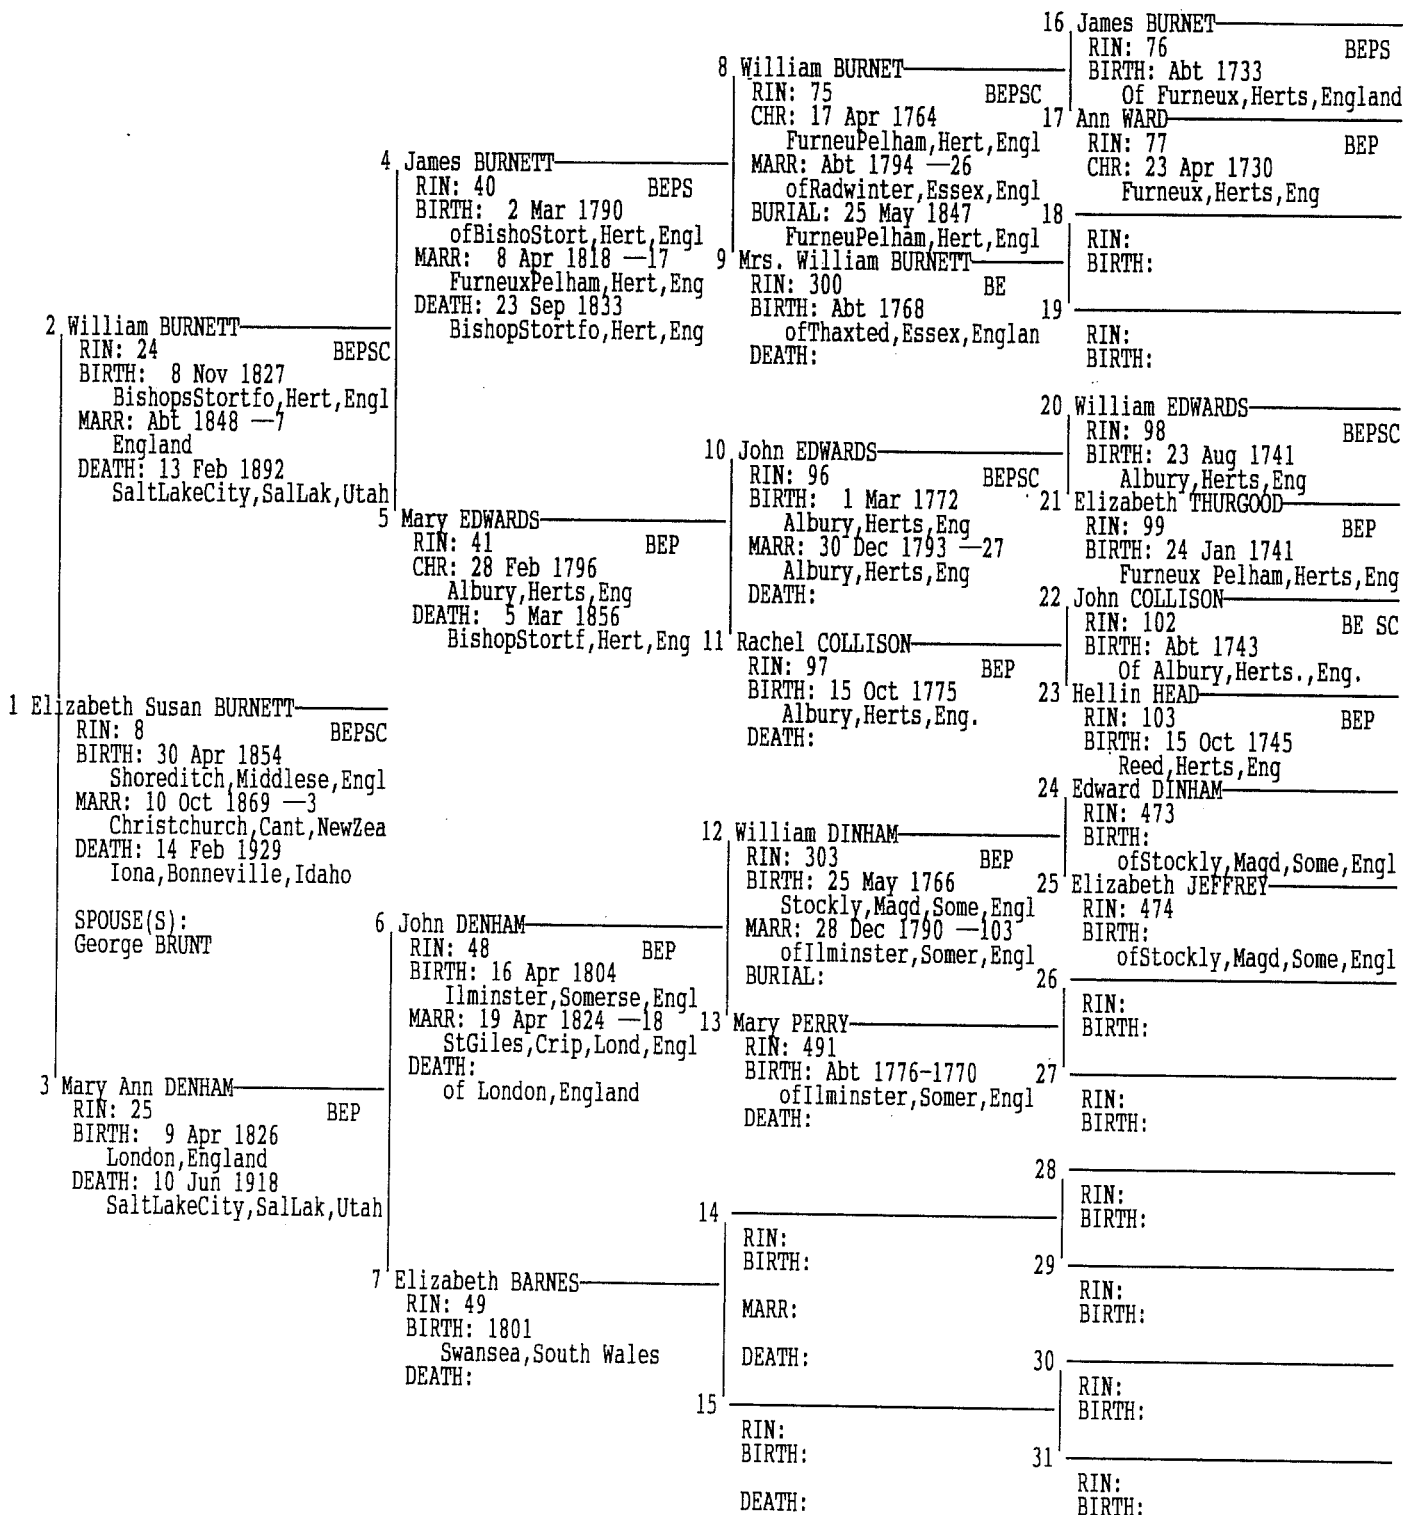 1 Elizabeth Susan BURNETT
RIN: 8 BEPSC
BIRTH: 30 Apr 1854
Shoreditch,Middlese,Engl
MARR: 10 Oct 1869 —3
Christchurch,Cant,NewZea
DEATH: 14 Feb 1929
Iona,Bonneville,Idaho
SPOUSE(S):
George BRUNT
2 William BURNETT
RIN: 24 BEPSC
BIRTH: 8 Nov 1827
BishopsStortfo,Hert,Engl
MARR: Abt 1848 —7
England
DEATH: 13 Feb 1892
SaltLakeCity,SalLak,Utah
3 Mary Ann DENHAM
RIN: 25 BEP
BIRTH: 9 Apr 1826
London,England
DEATH: 10 Jun 1918
SaltLakeCity,SalLak,Utah
4 James BURNETT
RIN: 40 BEPS
BIRTH: 2 Mar 1790
ofBishoStort,Hert,Engl
MARR: 8 Apr 1818 —17
FurneuxPelham,Hert,Eng
DEATH: 23 Sep 1833
BishopStortfo,Hert,Eng
5 Mary EDWARDS
RIN: 41 BEP
CHR: 28 Feb 1796
Albury,Herts,Eng
DEATH: 5 Mar 1856
BishopStortf,Hert,Eng
6 John DENHAM
RIN: 48 BEP
BIRTH: 16 Apr 1804
Ilminster,Somerse,Engl
MARR: 19 Apr 1824 —18
StGiles,Crip,Lond,Engl
DEATH:
of London,England
7 Elizabeth BARNES
RIN: 49
BIRTH: 1801
Swansea,South Wales
DEATH:
8 William BURNET
RIN: 75 BEPSC
CHR: 17 Apr 1764
FurneuPelham,Hert,Engl
MARR: Abt 1794 —26
ofRadwinter,Essex,Engl
BURIAL: 25 May 1847
FurneuPelham,Hert,Engl
9 Mrs. William BURNETT
RIN: 300 BE
BIRTH: Abt 1768
ofThaxted,Essex,Englan
DEATH:
10 John EDWARDS
RIN: 96 BEPSC
BIRTH: 1 Mar 1772
Albury,Herts,Eng
MARR: 30 Dec 1793 —27
Albury,Herts,Eng
DEATH:
11 Rachel COLLISON
RIN: 97 BEP
BIRTH: 15 Oct 1775
Albury,Herts,Eng.
DEATH:
12 William DINHAM
RIN: 303 BEP
BIRTH: 25 May 1766
Stockly,Magd,Some,Engl
MARR: 28 Dec 1790 —103
ofIlminster,Somer,Engl
BURIAL:
13 Mary PERRY
RIN: 491
BIRTH: Abt 1776-1770
ofIlminster,Somer,Engl
DEATH:
14
RIN:
BIRTH:
MARR:
DEATH:
15
RIN:
BIRTH:
DEATH:
16 James BURNET
RIN: 76 BEPS
BIRTH: Abt 1733
Of Furneux,Herts,England
17 Ann WARD
RIN: 77 BEP
CHR: 23 Apr 1730
Furneux,Herts,Eng
18
RIN:
BIRTH:
19
RIN:
BIRTH:
20 William EDWARDS
RIN: 98 BEPSC
BIRTH: 23 Aug 1741
Albury,Herts,Eng
21 Elizabeth THURGOOD
RIN: 99 BEP
BIRTH: 24 Jan 1741
Furneux Pelham,Herts,Eng
22 John COLLISON
RIN: 102 BE SC
BIRTH: Abt 1743
Of Albury,Herts.,Eng.
23 Hellin HEAD
RIN: 103 BEP
BIRTH: 15 Oct 1745
Reed,Herts,Eng
24 Edward DINHAM
RIN: 473
BIRTH:
ofStockly,Magd,Some,Engl
25 Elizabeth JEFFREY
RIN: 474
BIRTH:
ofStockly,Magd,Some,Engl
26
RIN:
BIRTH:
27
RIN:
BIRTH:
28
RIN:
BIRTH:
29
RIN:
BIRTH:
30
RIN:
BIRTH:
31
RIN:
BIRTH: